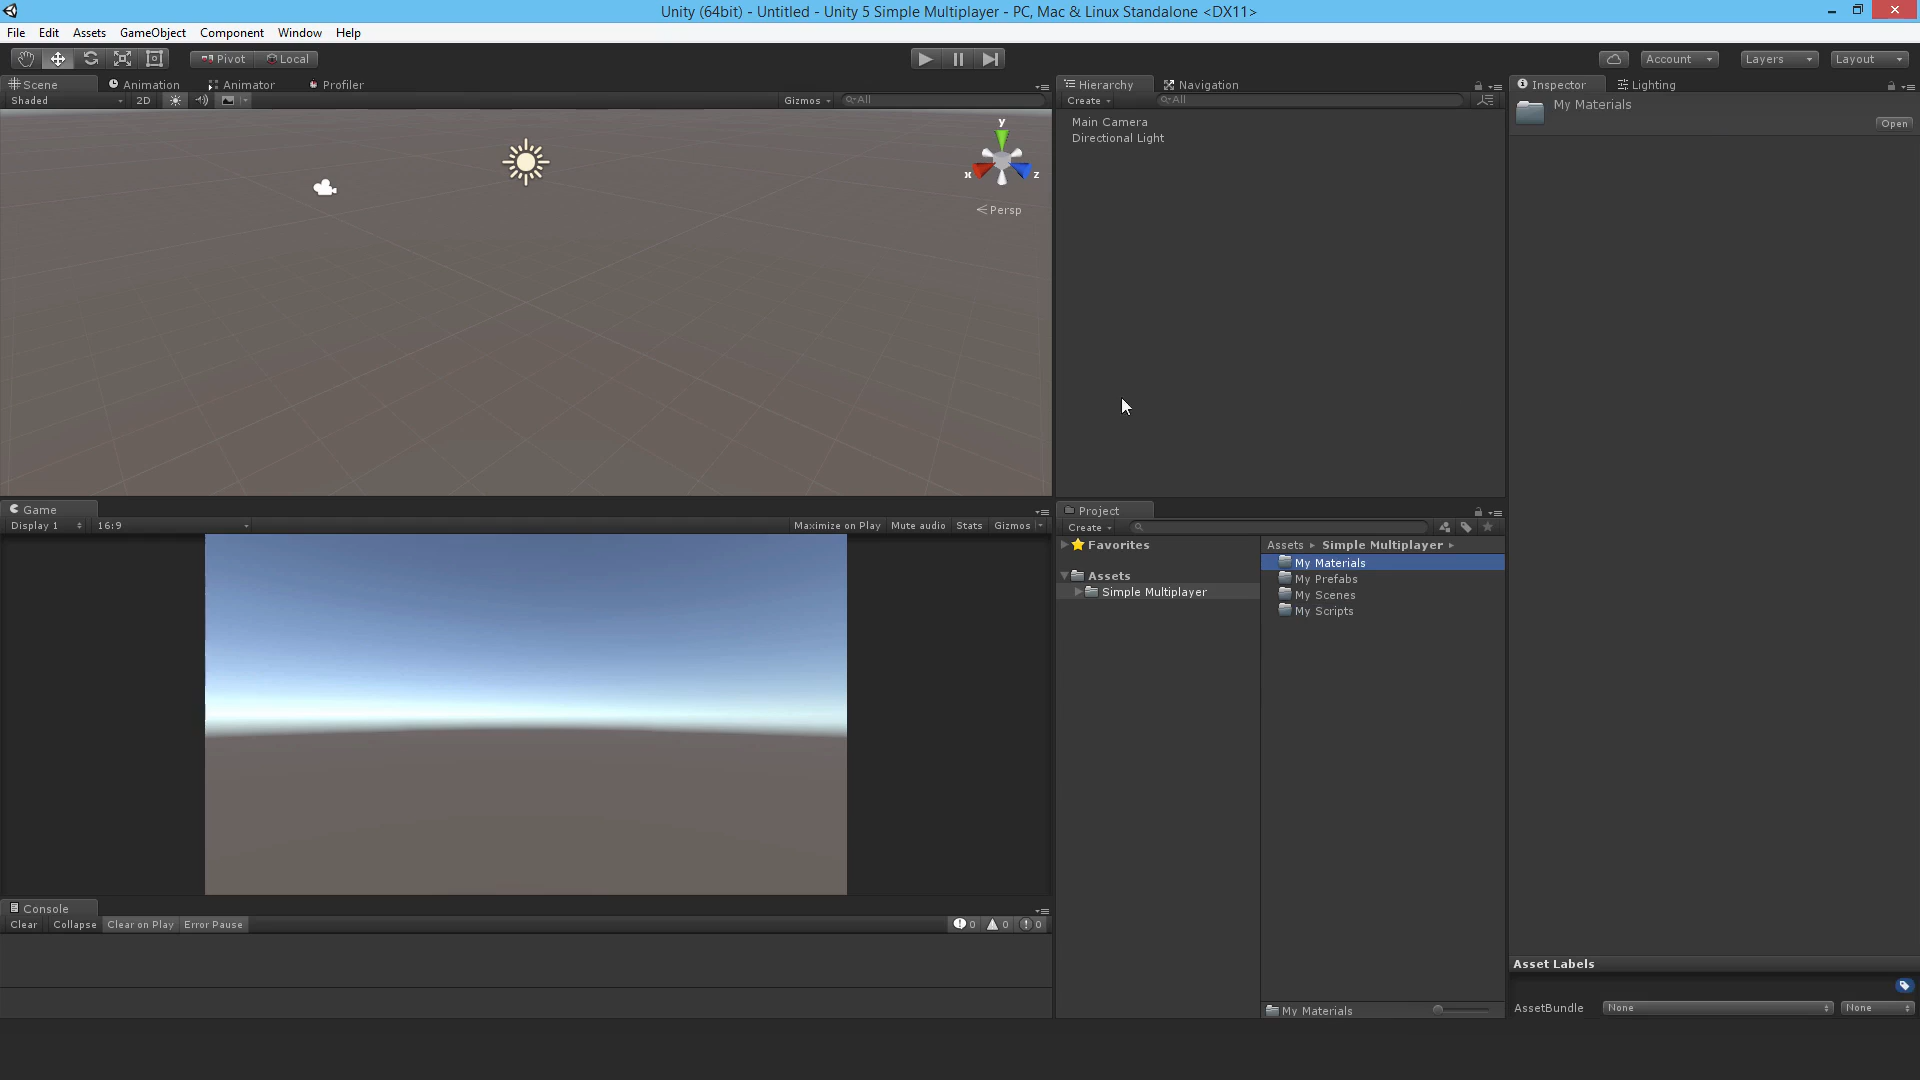 Unity (64bit) - Untitled - Unity 5 Simple Multiplayer - PC, Mac & Linux Standalone <DX11>
File Edit Assets GameObject Component Window Help
Pivot Local Account Layers Layout
Scene Animation Animator Profiler
Shaded 2D Gizmos All
y
x z
Persp
Hierarchy Navigation
Create All
Main Camera
Directional Light
Inspector Lighting
My Materials
Open
Game
Display 1 16:9 Maximize on Play Mute audio Stats Gizmos
Project
Create
Favorites
Assets
Simple Multiplayer
Assets Simple Multiplayer
My Materials
My Prefabs
My Scenes
My Scripts
My Materials
Console
Clear Collapse Clear on Play Error Pause 0 0 0
Asset Labels
AssetBundle None None